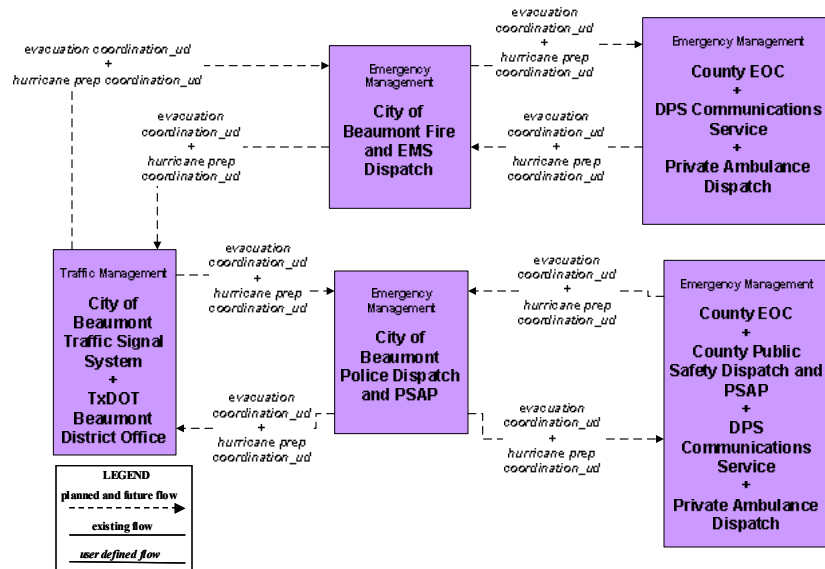 evacuation coordination_ud
+
hurricane prep coordination_ud
Emergency
Management
City of
Beaumont Fire
and EMS
Dispatch
evacuation
coordination_ud
+
hurricane prep
coordination_ud
Emergency Management
County EOC
+
DPS Communications
Service
+
Private Ambulance
Dispatch
evacuation
coordination_ud
+
hurricane prep
coordination_ud
evacuation
coordination_ud
+
hurricane prep
coordination_ud
Traffic Management
City of
Beaumont
Traffic Signal
System
+
TxDOT
Beaumont
District Office
evacuation
coordination_ud
+
hurricane prep
coordination_ud
Emergency
Management
City of
Beaumont
Police Dispatch
and PSAP
evacuation
coordination_ud
+
hurricane prep
coordination_ud
Emergency Management
County EOC
+
County Public
Safety Dispatch and
PSAP
+
DPS
Communications
Service
+
Private Ambulance
Dispatch
evacuation
coordination_ud
+
hurricane prep
coordination_ud
evacuation
coordination_ud
+
hurricane prep
coordination_ud
LEGEND
planned and future flow
existing flow
user defined flow